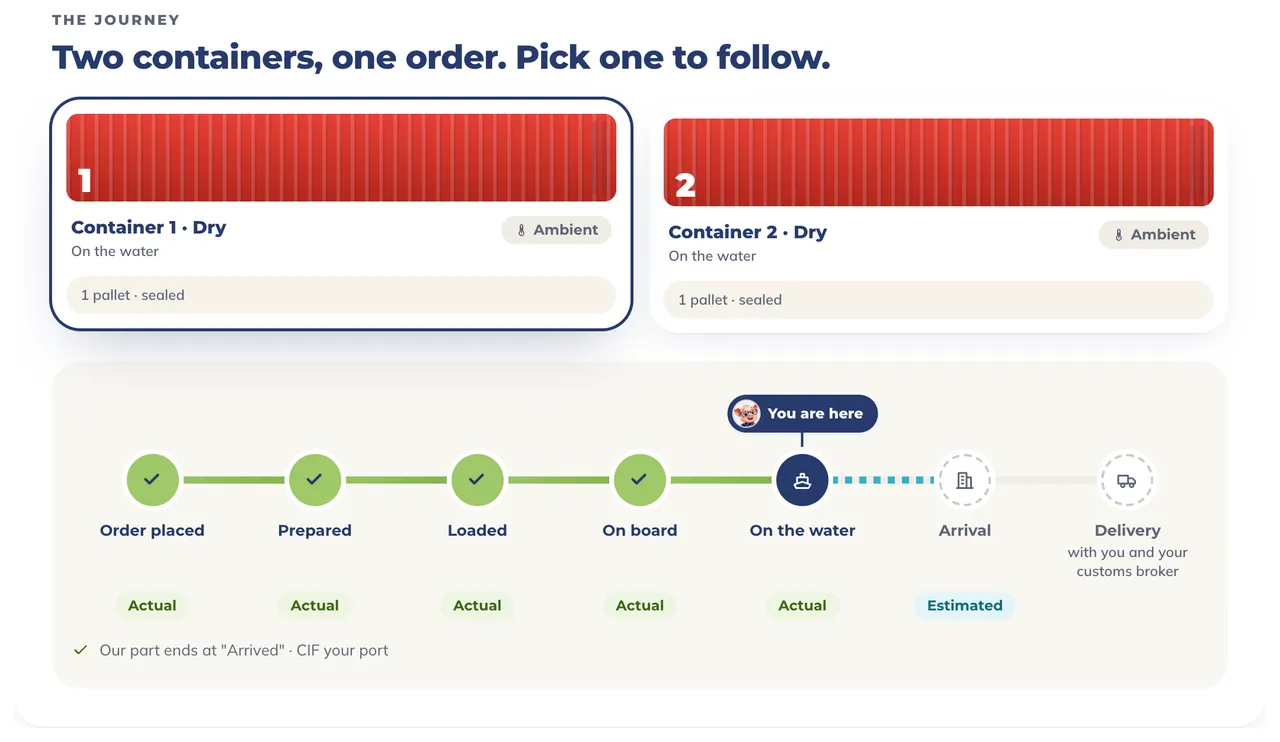 THE JOURNEY
Two containers, one order. Pick one to follow.
1
Container 1 · Dry
Ambient
On the water
1 pallet · sealed
2
Container 2 · Dry
Ambient
On the water
1 pallet · sealed
You are here
Order placed
Prepared
Loaded
On board
On the water
Arrival
Delivery
with you and your
customs broker
Actual
Actual
Actual
Actual
Actual
Estimated
Our part ends at "Arrived" · CIF your port